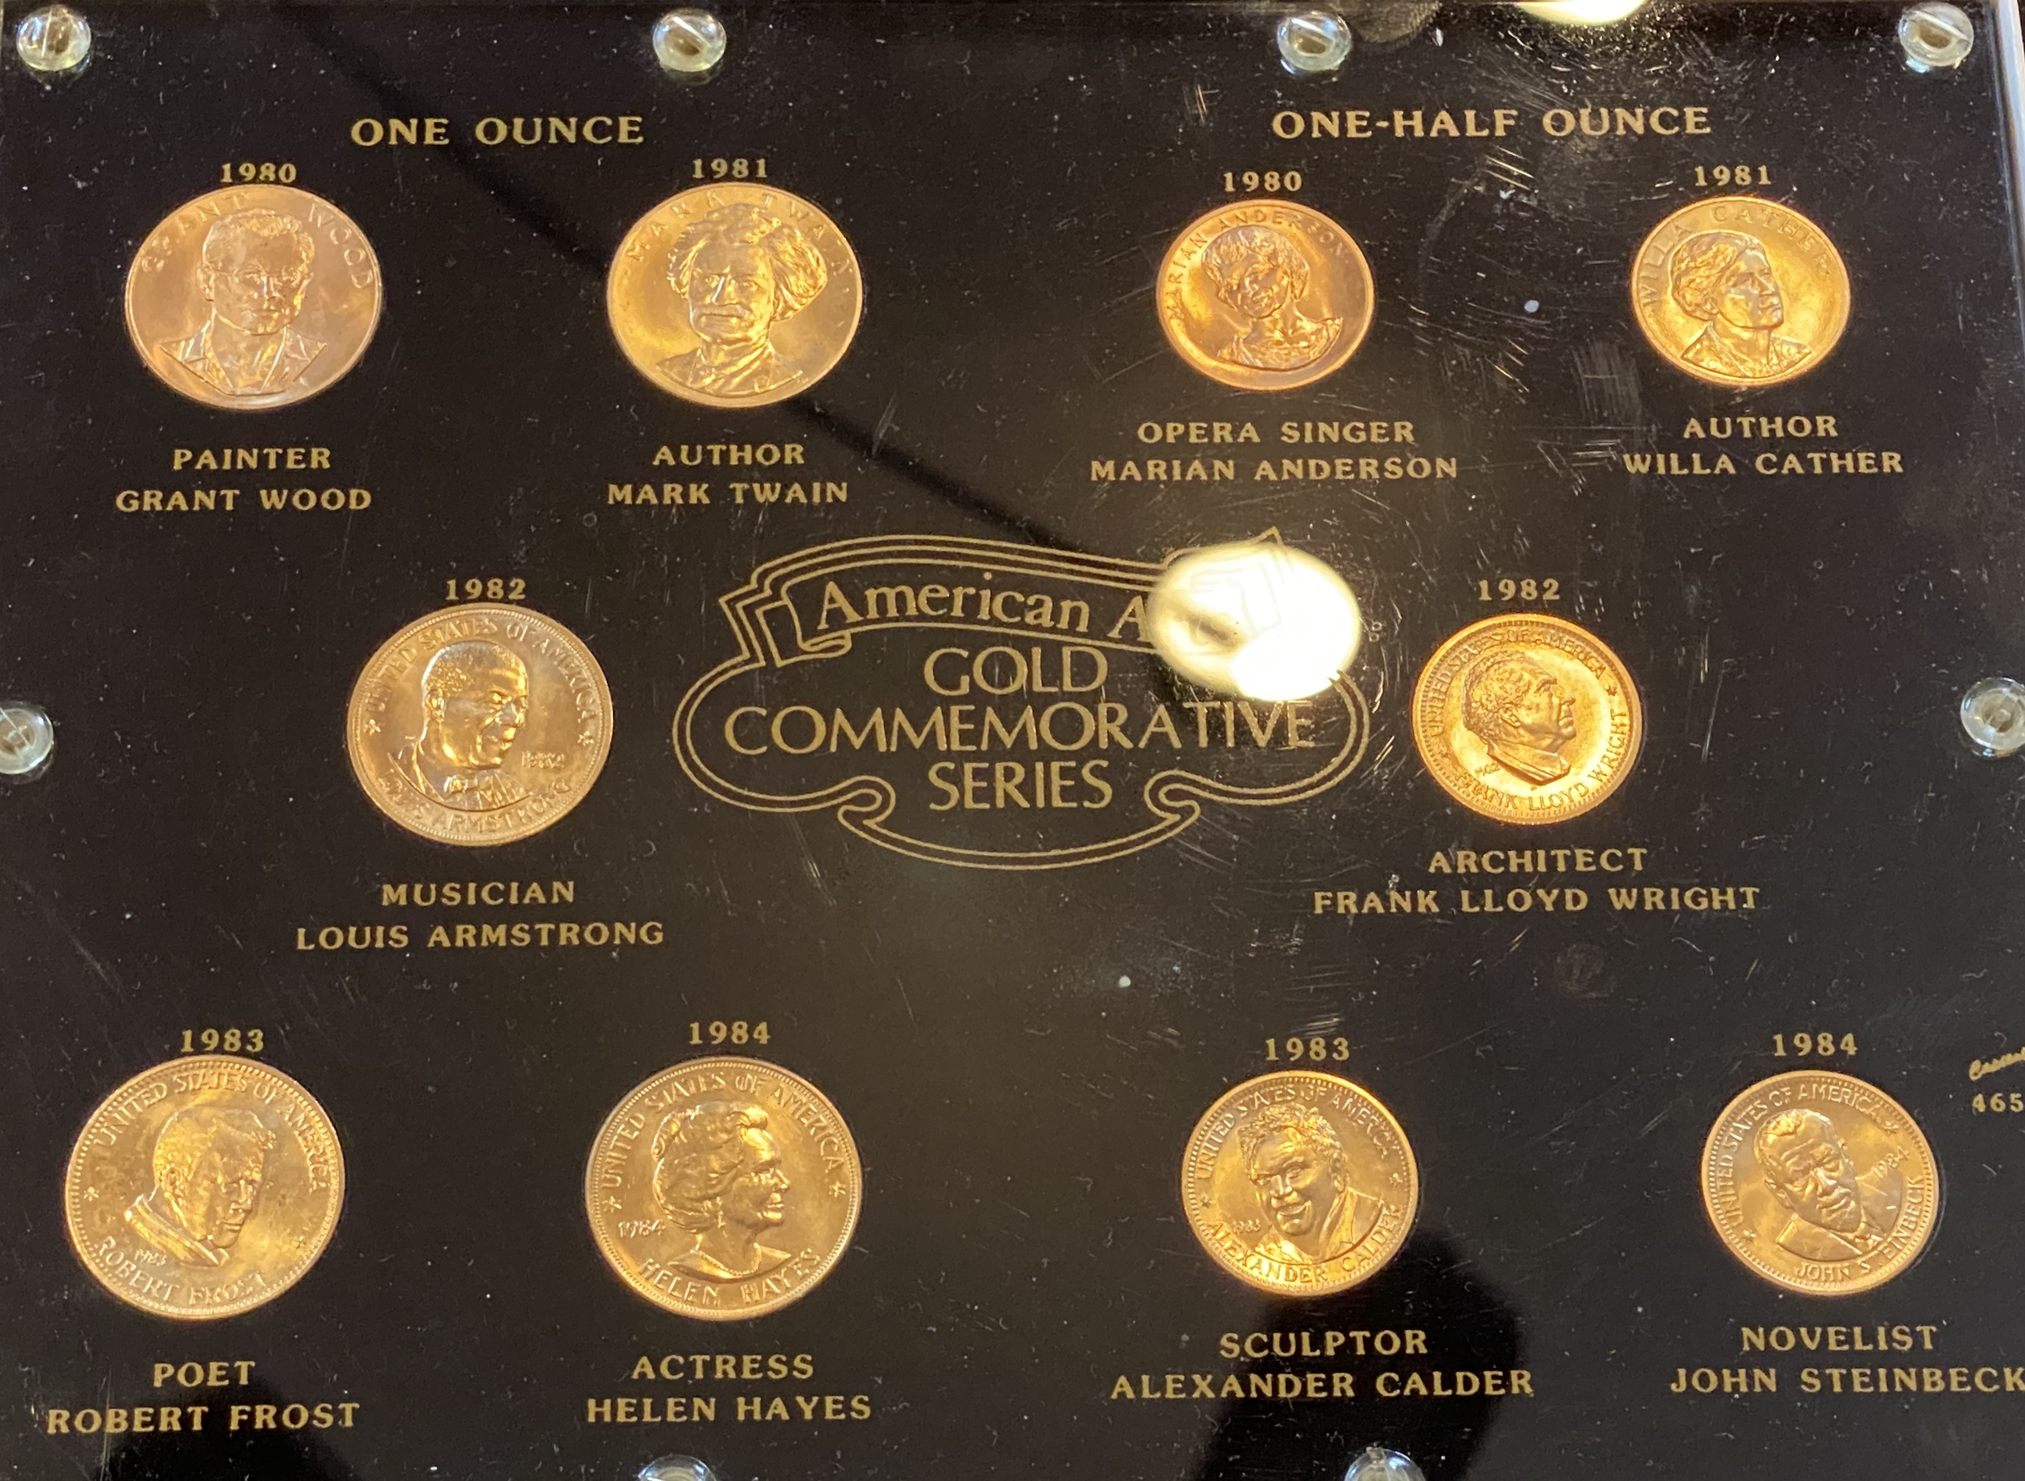 ONE OUNCE
ONE-HALF OUNCE
1980
1981
1980
1981
GRANT WOOD
MARK TWAIN
MARIAN ANDERSON
WILLA CATHER
PAINTER
GRANT WOOD
AUTHOR
MARK TWAIN
OPERA SINGER
MARIAN ANDERSON
AUTHOR
WILLA CATHER
1982
UNITED STATES OF AMERICA
1982
ARMSTRONG
MUSICIAN
LOUIS ARMSTRONG
American
GOLD
COMMEMORATIVE
SERIES
1982
UNITED STATES OF AMERICA
FRANK LLOYD WRIGHT
ARCHITECT
FRANK LLOYD WRIGHT
1983
1984
1983
1984
UNITED STATES OF AMERICA
1983
ROBERT FROST
UNITED STATES OF AMERICA
1984
HELEN HAYES
UNITED STATES OF AMERICA
1983
ALEXANDER CALDER
UNITED STATES OF AMERICA
1984
JOHN STEINBECK
465
POET
ROBERT FROST
ACTRESS
HELEN HAYES
SCULPTOR
ALEXANDER CALDER
NOVELIST
JOHN STEINBECK